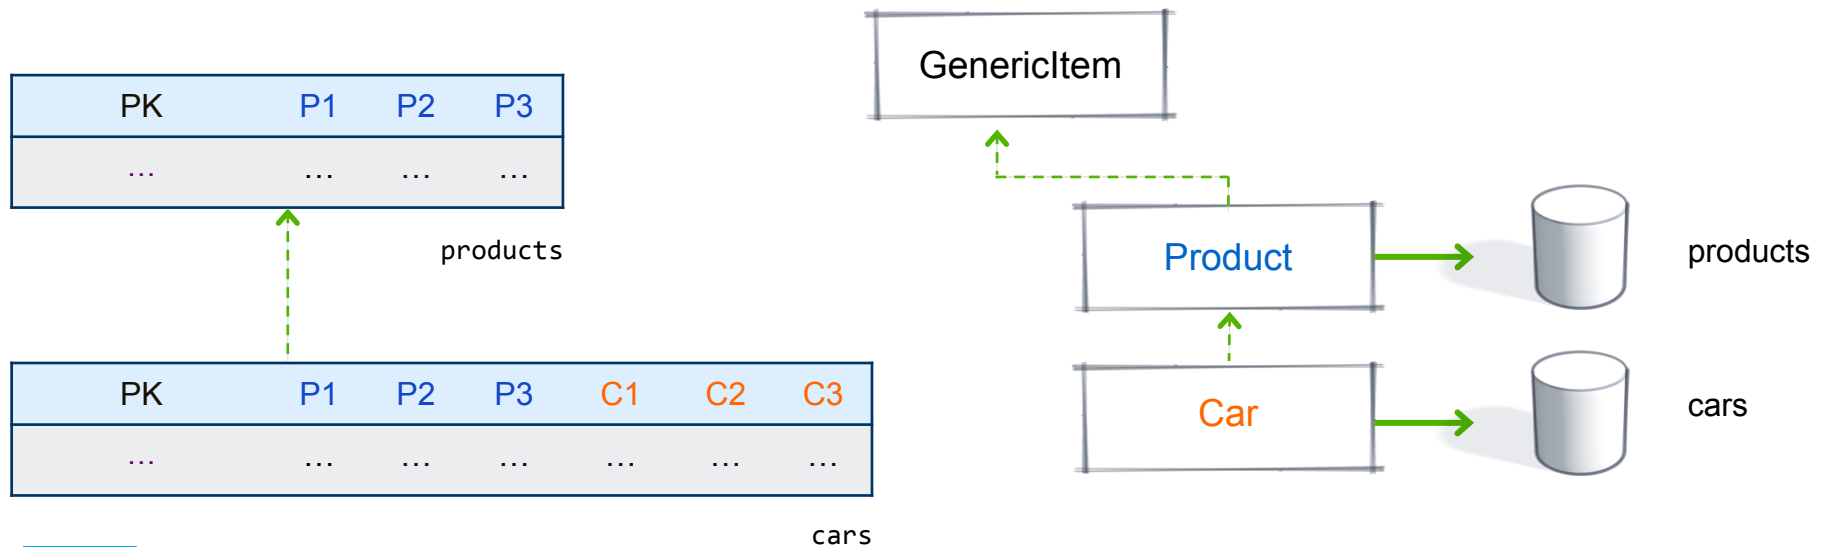 PK P1 P2 P3
... ... ... ...
products
PK P1 P2 P3 C1 C2 C3
... ... ... ... ... ... ...
cars
GenericItem
Product
products
Car
cars